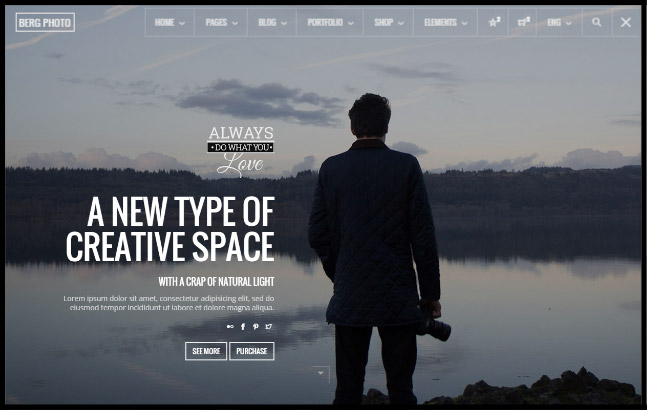 BERG PHOTO
HOME PAGES BLOG PORTFOLIO SHOP ELEMENTS ENG
ALWAYS
• DO WHAT YOU •
Love
A NEW TYPE OF
CREATIVE SPACE
WITH A CRAP OF NATURAL LIGHT
Lorem ipsum dolor sit amet, consectetur adipisicing elit, sed do
eiusmod tempor incididunt ut labore et dolore magna aliqua.
SEE MORE PURCHASE